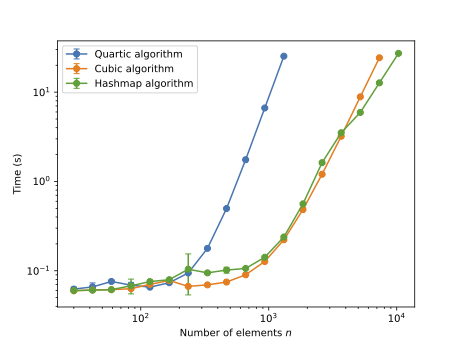 Quartic algorithm
Cubic algorithm
Hashmap algorithm
Time (s)
10¹
10⁰
10⁻¹
10²
10³
10⁴
Number of elements n